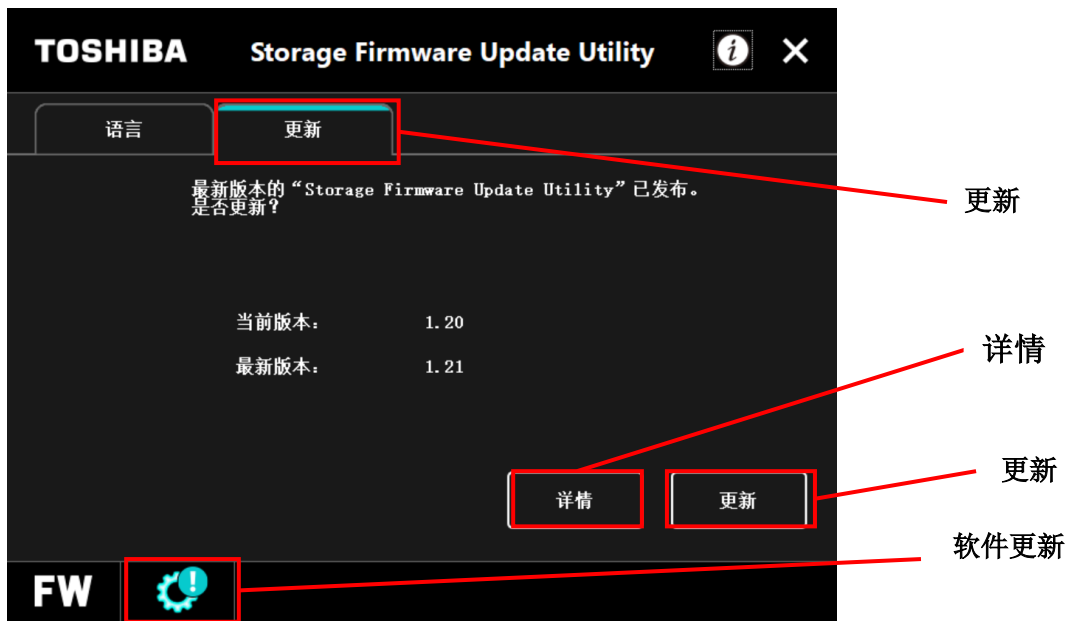 TOSHIBA Storage Firmware Update Utility i ×
语言 更新
最新版本的“Storage Firmware Update Utility”已发布。
是否更新?
更新
当前版本: 1.20
详情
最新版本: 1.21
详情 更新
更新
软件更新
FW !